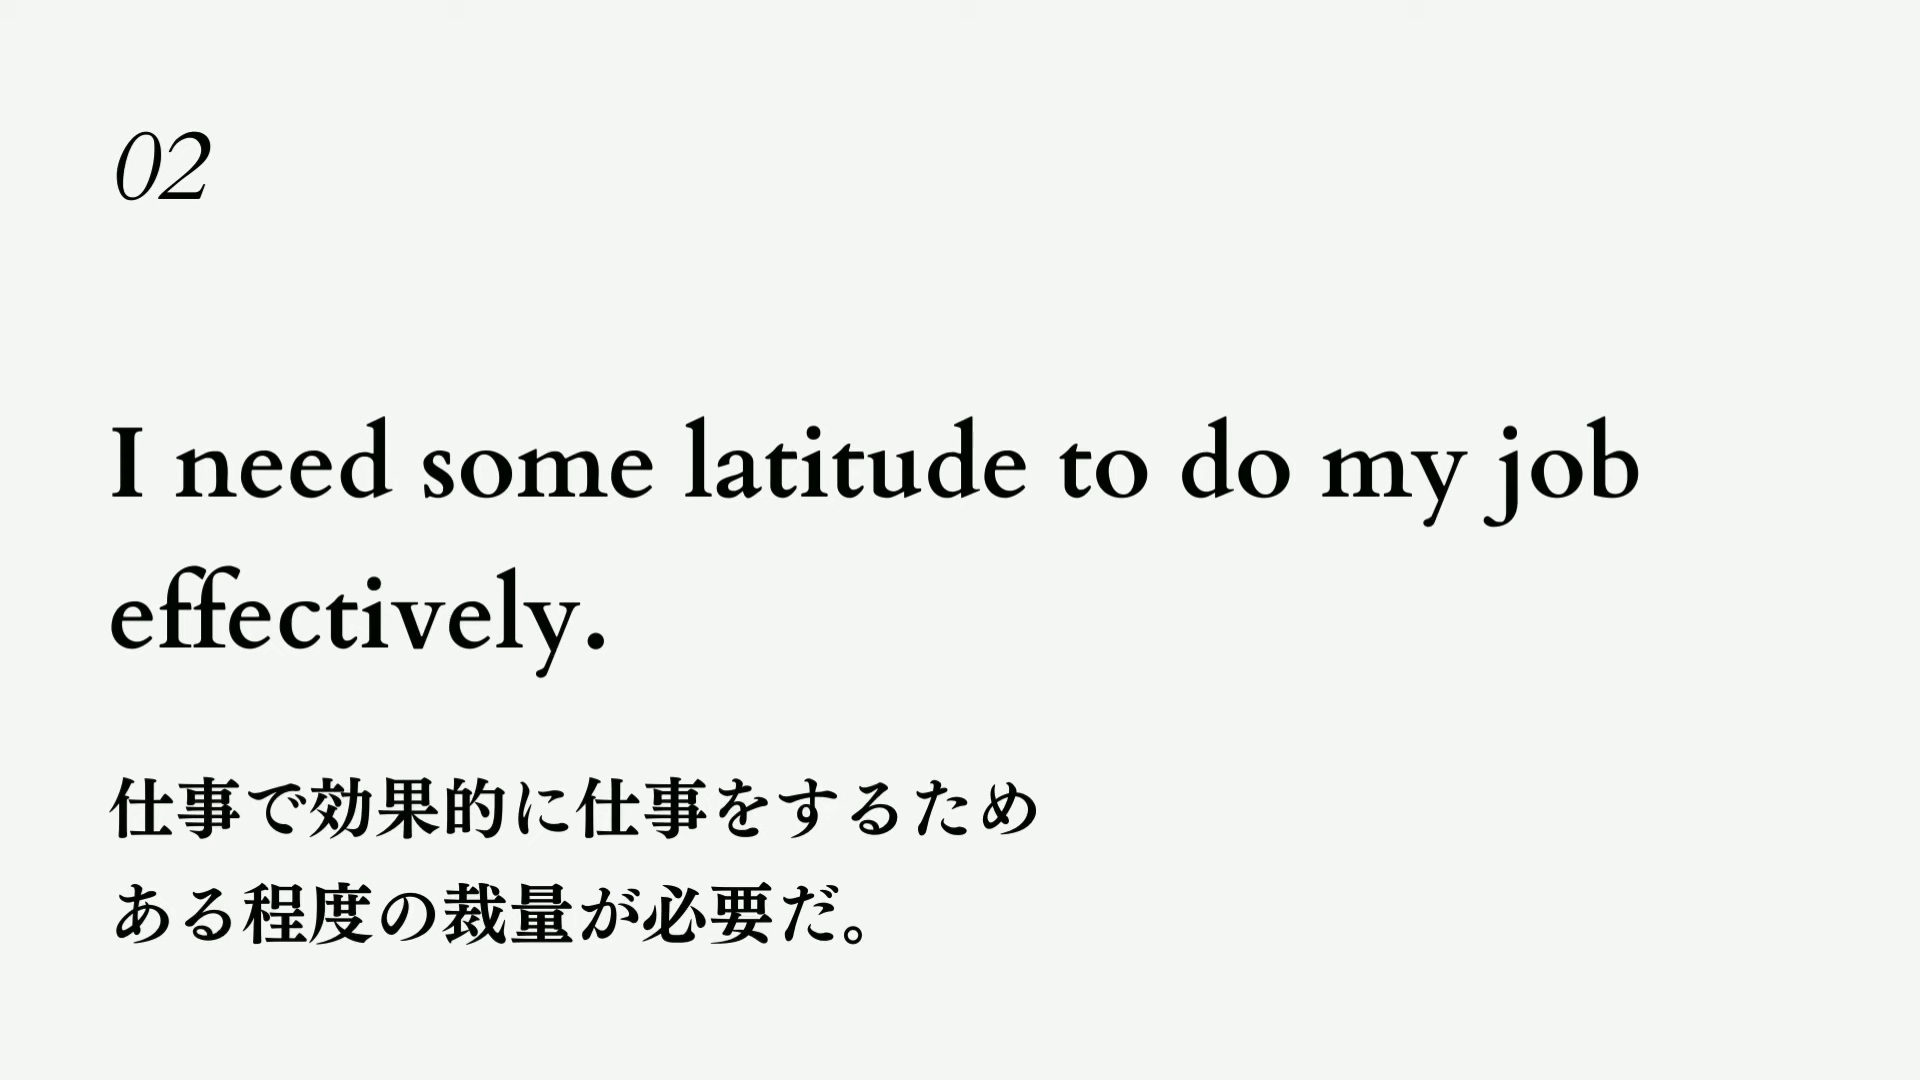 02
I need some latitude to do my job
effectively.
仕事で効果的に仕事をするため
ある程度の裁量が必要だ。